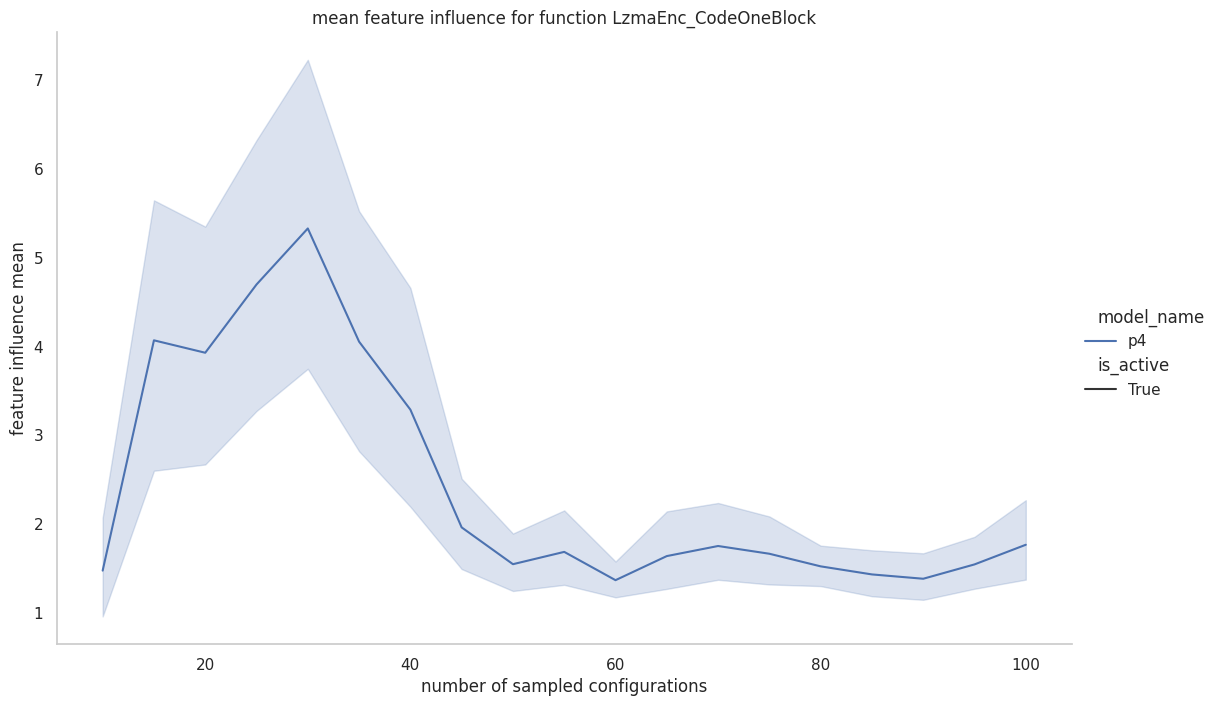 mean feature influence for function LzmaEnc_CodeOneBlock
7
6
5
4
3
2
1
feature influence mean
20
40
60
80
100
number of sampled configurations
model_name
p4
is_active
True